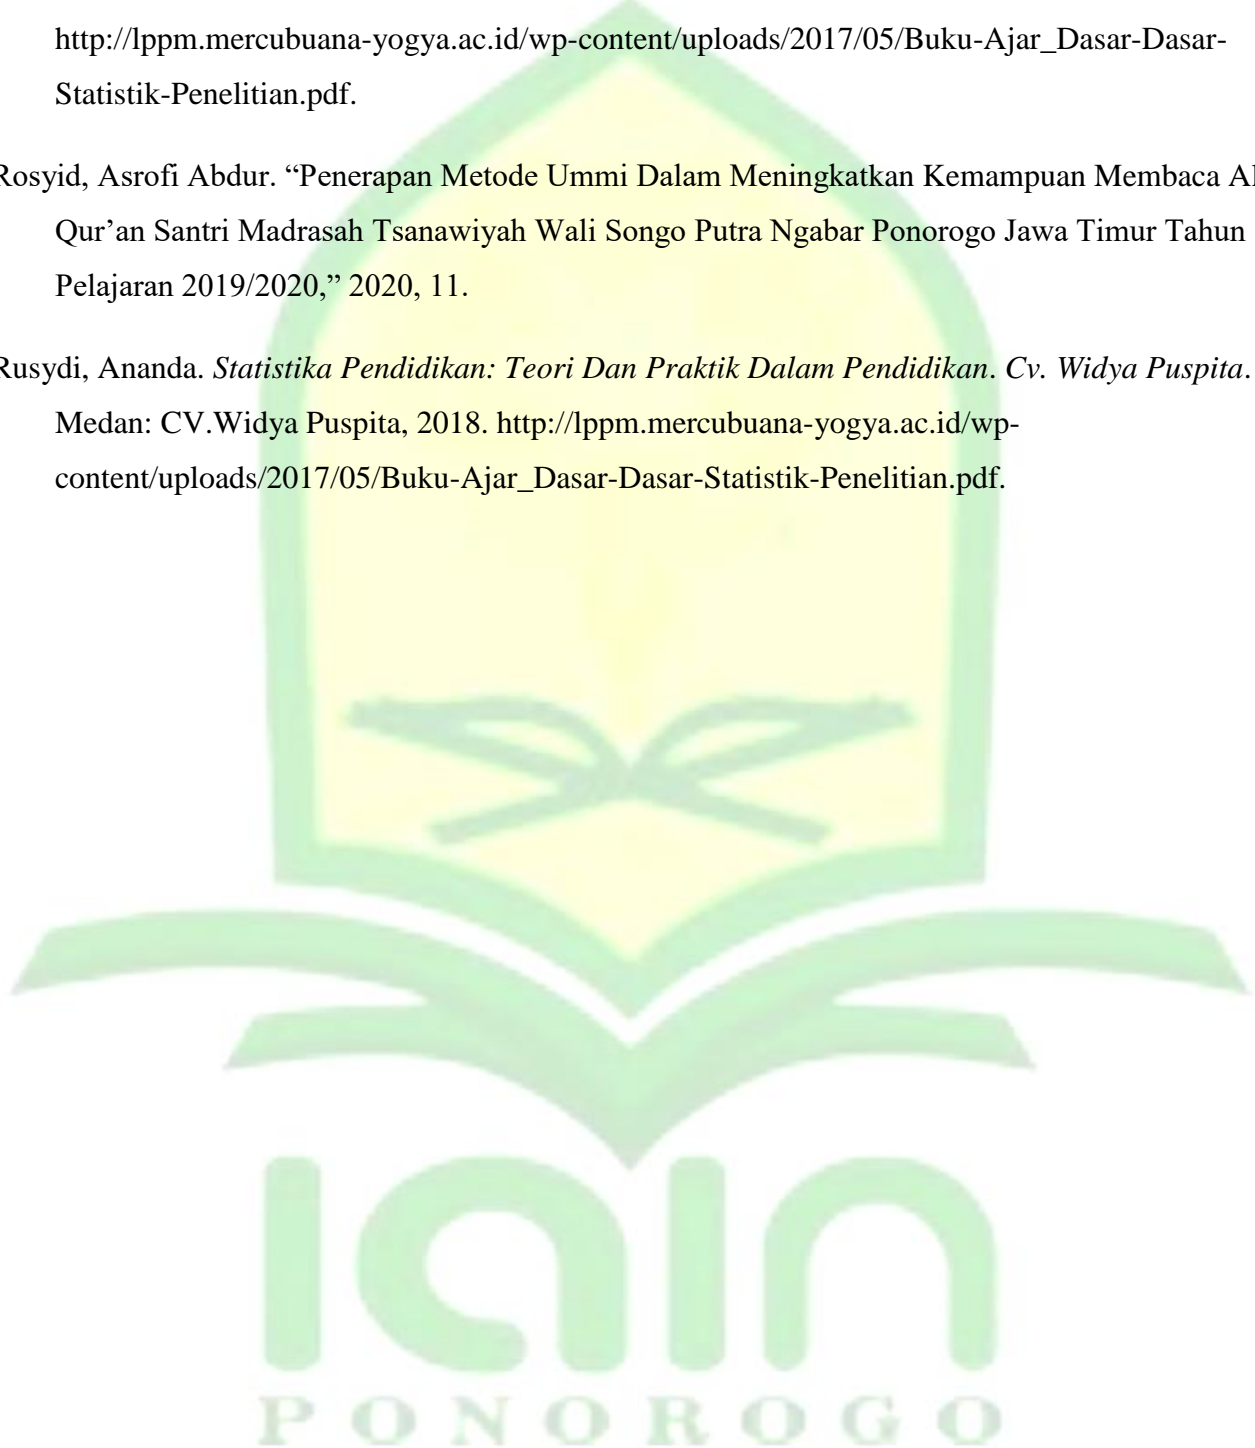 http://lppm.mercubuana-yogya.ac.id/wp-content/uploads/2017/05/Buku-Ajar_Dasar-Dasar-
Statistik-Penelitian.pdf.
Rosyid, Asrofi Abdur. “Penerapan Metode Ummi Dalam Meningkatkan Kemampuan Membaca Al
Qur’an Santri Madrasah Tsanawiyah Wali Songo Putra Ngabar Ponorogo Jawa Timur Tahun
Pelajaran 2019/2020,” 2020, 11.
Rusydi, Ananda. Statistika Pendidikan: Teori Dan Praktik Dalam Pendidikan. Cv. Widya Puspita.
Medan: CV.Widya Puspita, 2018. http://lppm.mercubuana-yogya.ac.id/wp-
content/uploads/2017/05/Buku-Ajar_Dasar-Dasar-Statistik-Penelitian.pdf.
iain
PONOROGO